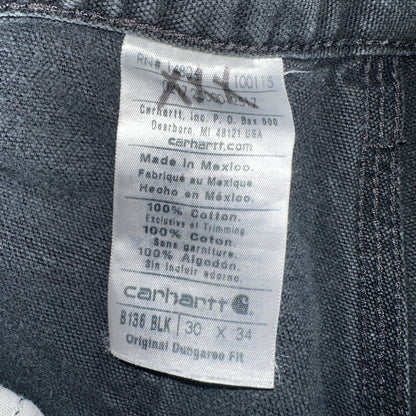 RN# 14806 100115
Carhartt, Inc. P. O. Box 600
Dearborn, MI 48121 USA
carhartt.com
Made in Mexico.
Fabriqué au Mexique
Hecho en México
100% Cotton.
Exclusive of Trimming
100% Coton.
Sans garniture.
100% Algodón.
Sin incluir adorno.
carhartt
B136 BLK 30 X 34
Original Dungaree Fit